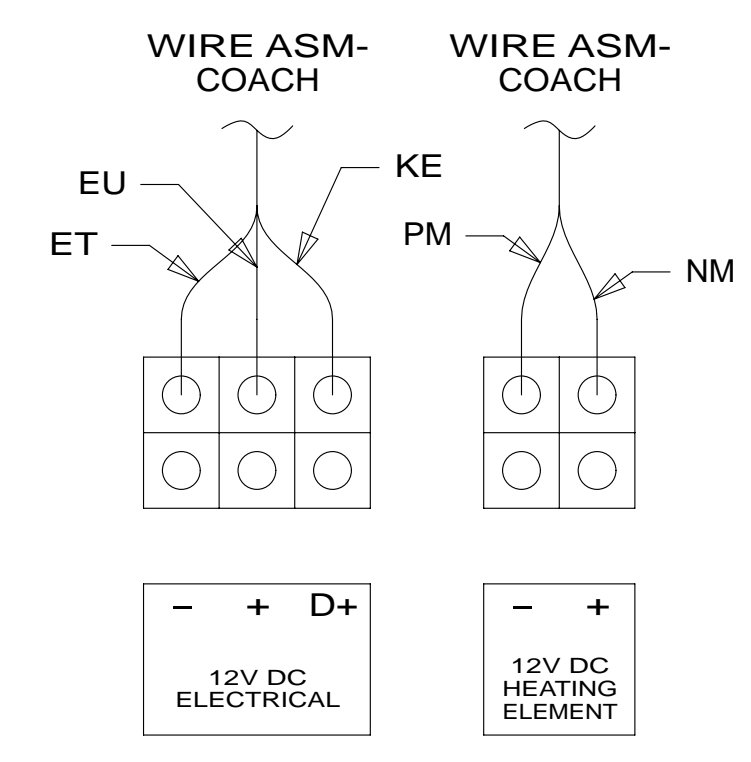 WIRE ASM-
COACH
WIRE ASM-
COACH
EU
KE
ET
PM
NM
– + D+
12V DC
ELECTRICAL
– +
12V DC
HEATING
ELEMENT